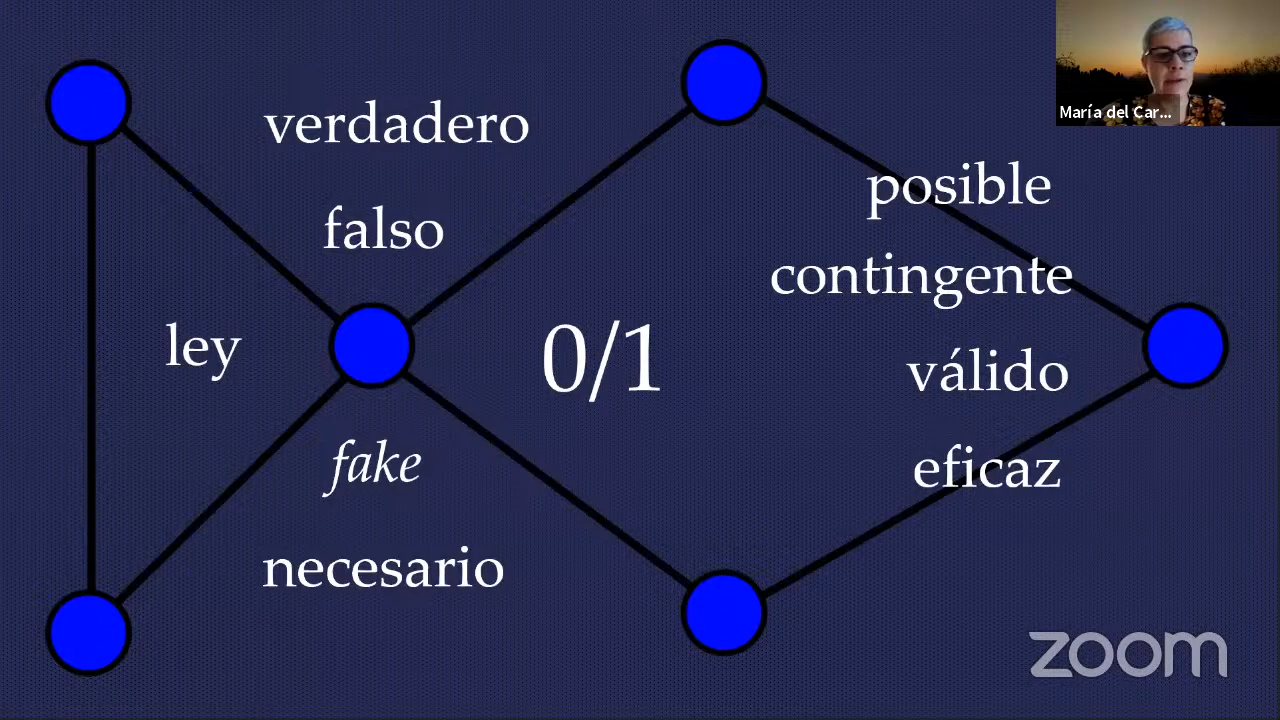 María del Car...
verdadero
falso
ley
fake
necesario
0/1
posible
contingente
válido
eficaz
zoom